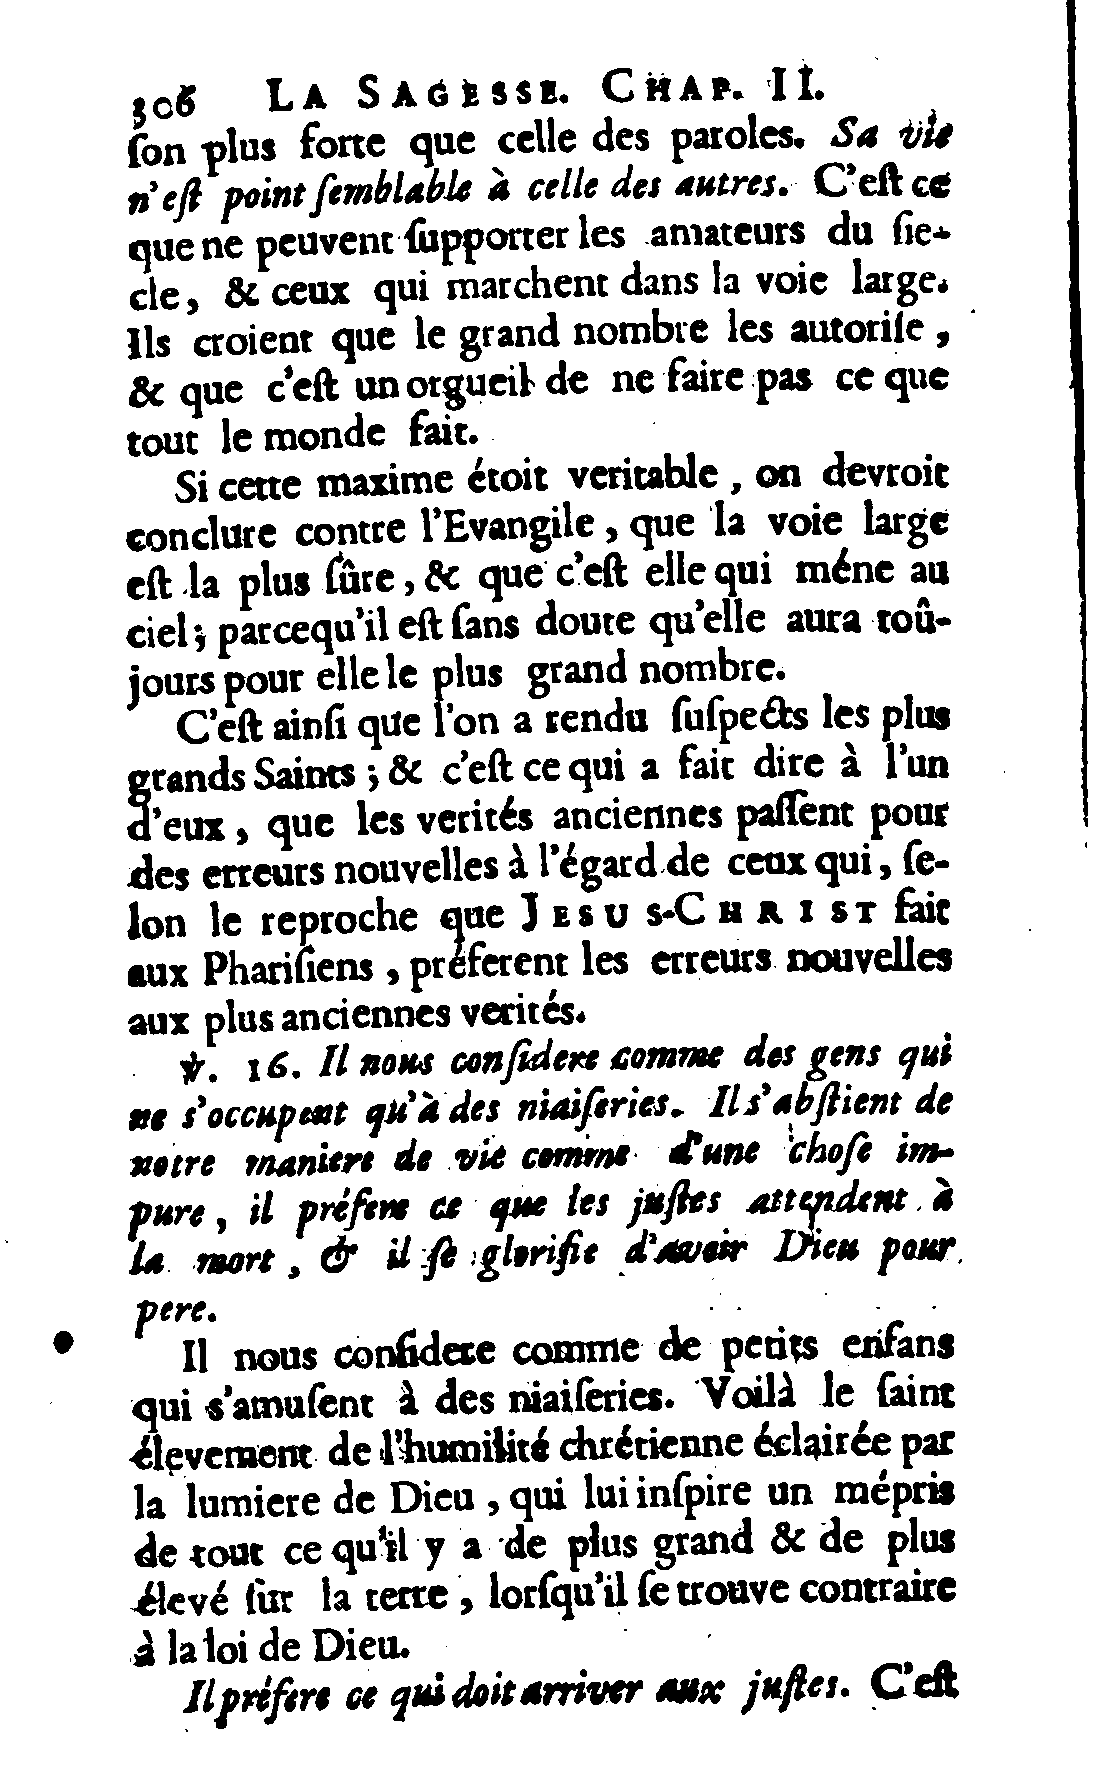 306 LA SAGESSE. CHAP. II.
ſon plus forte que celle des paroles. Sa vie
n'eſt point ſemblable à celle des autres. C'eſt ce
que ne peuvent ſupporter les amateurs du ſie-
cle, & ceux qui marchent dans la voie large.
Ils croient que le grand nombre les autoriſe,
& que c'eſt un orgueil de ne faire pas ce que
tout le monde fait.
Si cette maxime étoit veritable, on devroit
conclure contre l'Evangile, que la voie large
eſt la plus ſûre, & que c'eſt elle qui méne au
ciel; parcequ'il eſt ſans doute qu'elle aura toû-
jours pour elle le plus grand nombre.
C'eſt ainſi que l'on a rendu ſuſpects les plus
grands Saints; & c'eſt ce qui a fait dire à l'un
d'eux, que les verités anciennes paſſent pour
des erreurs nouvelles à l'égard de ceux qui, ſe-
lon le reproche que JESUS-CHRIST fait
aux Phariſiens, préferent les erreurs nouvelles
aux plus anciennes verités.
℣. 16. Il nous conſidere comme des gens qui
ne s'occupent qu'à des niaiſeries. Il s'abſtient de
notre maniere de vie comme d'une choſe im-
pure, il préfere ce que les juſtes attendent à
la mort, & il ſe glorifie d'avoir Dieu pour
pere.
Il nous conſidere comme de petits enfans
qui s'amuſent à des niaiſeries. Voilà le ſaint
élevement de l'humilité chrétienne éclairée par
la lumiere de Dieu, qui lui inſpire un mépris
de tout ce qu'il y a de plus grand & de plus
élevé ſur la terre, lorſqu'il ſe trouve contraire
à la loi de Dieu.
Il préfere ce qui doit arriver aux juſtes. C'eſt